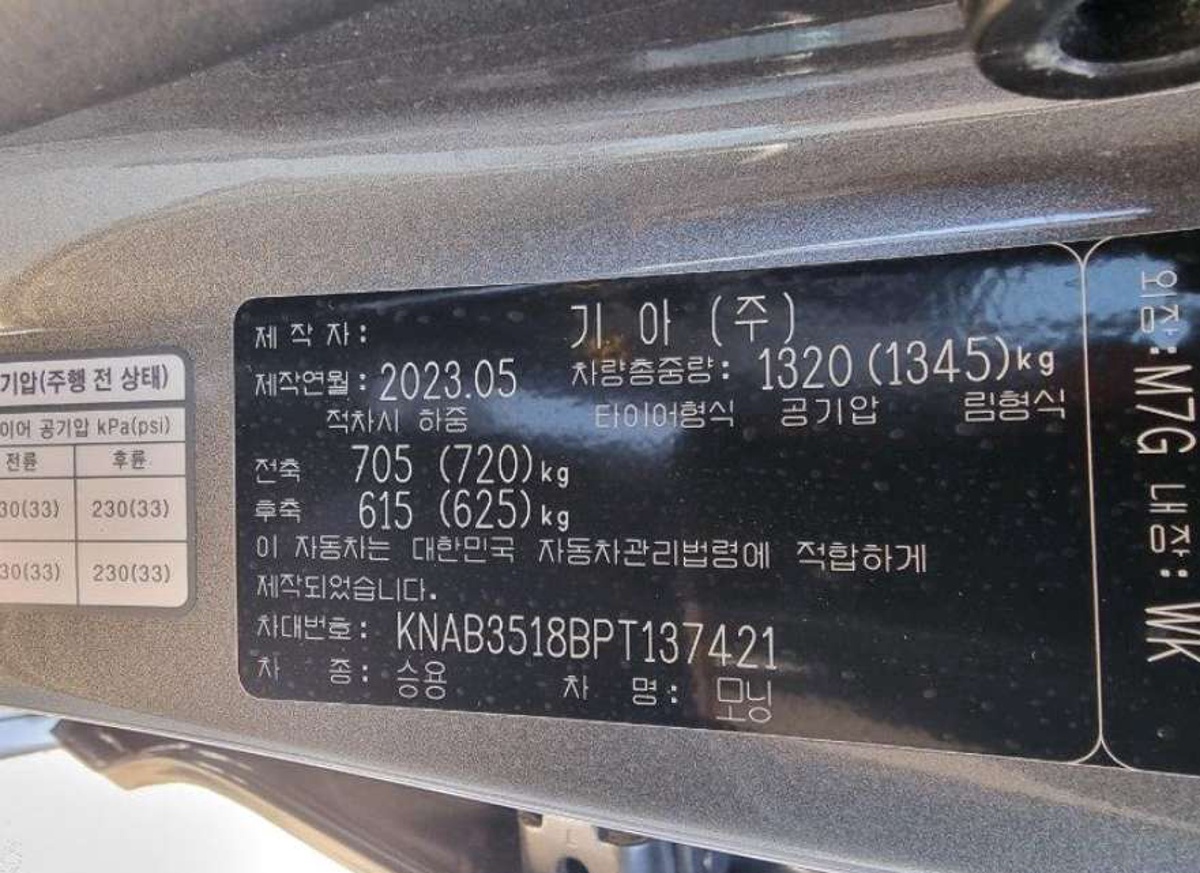 기압(주행 전 상태)
이어 공기압 kPa(psi)
전륜 후륜
30(33) 230(33)
30(33) 230(33)
제 작 자: 기 아 (주)
제작연월: 2023.05 차량총중량: 1320 (1345)kg
적차시 하중 타이어형식 공기압 림형식
전축 705 (720)kg
후축 615 (625)kg
이 자동차는 대한민국 자동차관리법령에 적합하게
제작되었습니다.
차대번호: KNAB3518BPT137421
차 종: 승용 차 명: 모닝
외장: M7G 내장: WK